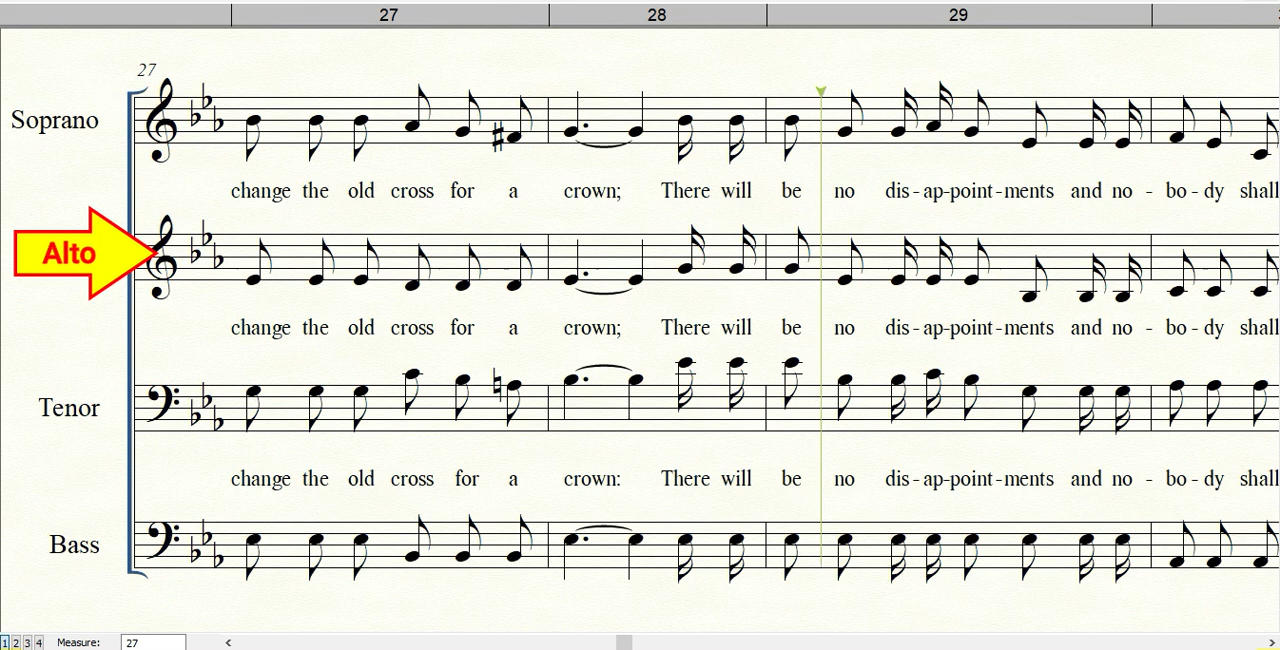 27 28 29
27
Soprano
change the old cross for a crown; There will be no dis - ap - point - ments and no - bo - dy shall
Alto
change the old cross for a crown; There will be no dis - ap - point - ments and no - bo - dy shall
Tenor
change the old cross for a crown: There will be no dis - ap - point - ments and no - bo - dy shall
Bass
1 2 3 4 Measure: 27